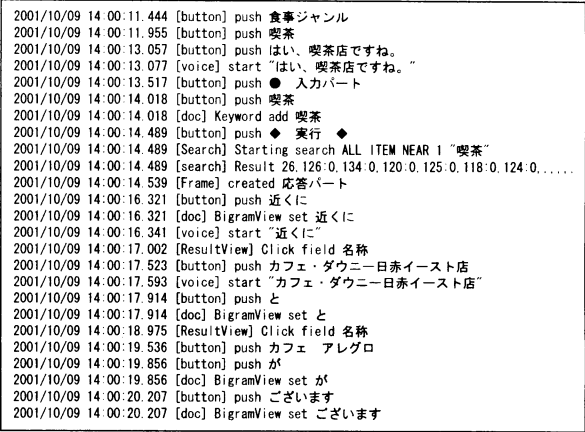 2001/10/09 14:00:11.444 [button] push 食事ジャンル
2001/10/09 14:00:11.955 [button] push 喫茶
2001/10/09 14:00:13.057 [button] push はい、喫茶店ですね。
2001/10/09 14:00:13.077 [voice] start "はい、喫茶店ですね。"
2001/10/09 14:00:13.517 [button] push ● 入力パート
2001/10/09 14:00:14.018 [button] push 喫茶
2001/10/09 14:00:14.018 [doc] Keyword add 喫茶
2001/10/09 14:00:14.489 [button] push ◆ 実行 ◆
2001/10/09 14:00:14.489 [Search] Starting search ALL ITEM NEAR 1 "喫茶"
2001/10/09 14:00:14.489 [search] Result 26,126:0,134:0,120:0,125:0,118:0,124:0,......
2001/10/09 14:00:14.539 [Frame] created 応答パート
2001/10/09 14:00:16.321 [button] push 近くに
2001/10/09 14:00:16.321 [doc] BigramView set 近くに
2001/10/09 14:00:16.341 [voice] start "近くに"
2001/10/09 14:00:17.002 [ResultView] Click field 名称
2001/10/09 14:00:17.523 [button] push カフェ・ダウニー日赤イースト店
2001/10/09 14:00:17.593 [voice] start "カフェ・ダウニー日赤イースト店"
2001/10/09 14:00:17.914 [button] push と
2001/10/09 14:00:17.914 [doc] BigramView set と
2001/10/09 14:00:18.975 [ResultView] Click field 名称
2001/10/09 14:00:19.536 [button] push カフェ アレグロ
2001/10/09 14:00:19.856 [button] push が
2001/10/09 14:00:19.856 [doc] BigramView set が
2001/10/09 14:00:20.207 [button] push ございます
2001/10/09 14:00:20.207 [doc] BigramView set ございます